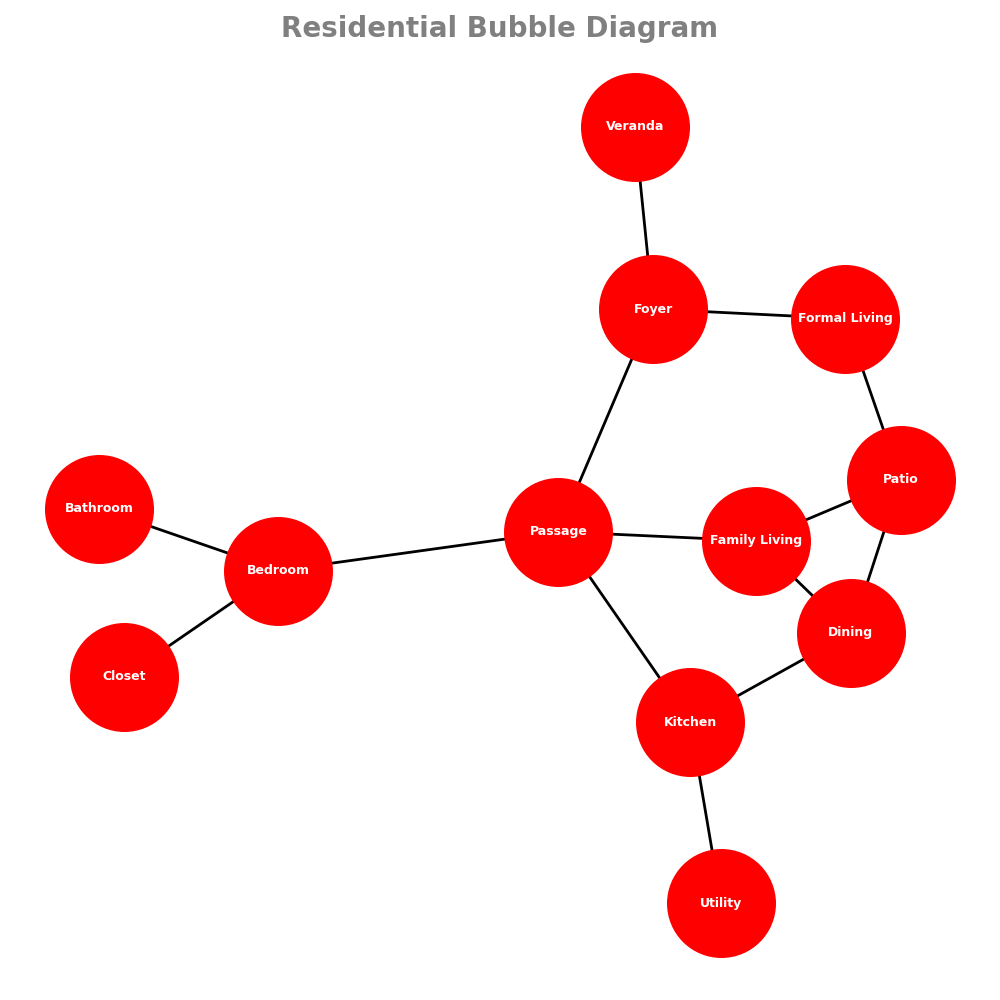 Residential Bubble Diagram
Veranda
Foyer
Formal Living
Patio
Bathroom
Passage
Family Living
Bedroom
Dining
Closet
Kitchen
Utility